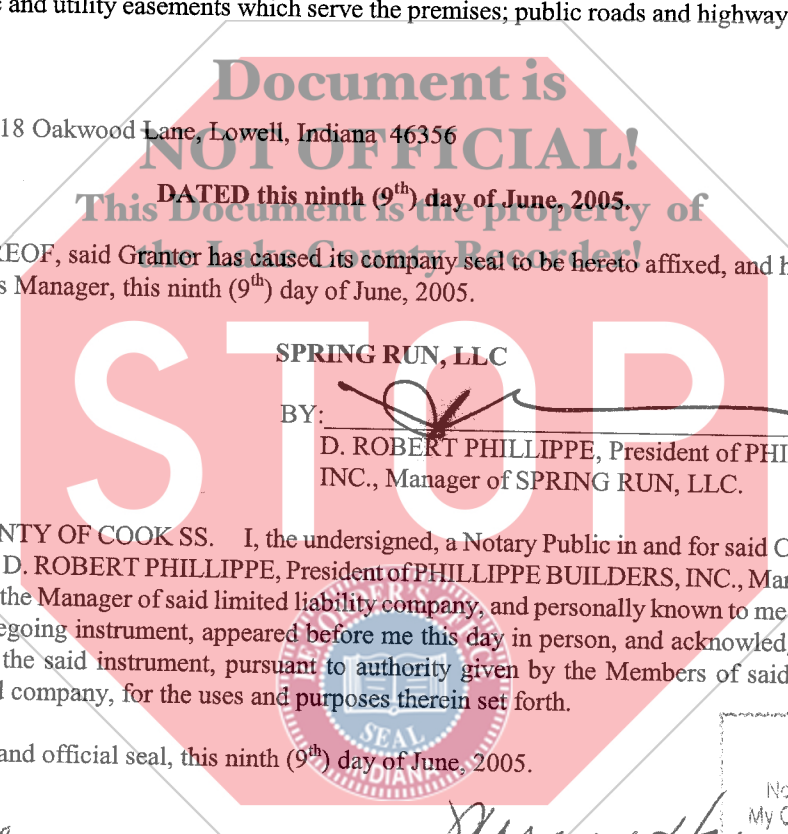 and utility easements which serve the premises; public roads and highway
Document is
18 Oakwood Lane, Lowell, Indiana 46356
NOT OFFICIAL!
DATED this ninth (9th) day of June, 2005.
This Document is the property of
the Lake County Recorder!
REOF, said Grantor has caused its company seal to be hereto affixed, and h
s Manager, this ninth (9th) day of June, 2005.
STOP
SPRING RUN, LLC
BY:
D. ROBERT PHILLIPPE, President of PHI
INC., Manager of SPRING RUN, LLC.
NTY OF COOK SS. I, the undersigned, a Notary Public in and for said C
D. ROBERT PHILLIPPE, President of PHILLIPPE BUILDERS, INC., Man
the Manager of said limited liability company, and personally known to me
egoing instrument, appeared before me this day in person, and acknowled
the said instrument, pursuant to authority given by the Members of said
d company, for the uses and purposes therein set forth.
SEAL
INDIANA
and official seal, this ninth (9th) day of June, 2005.
No
My C